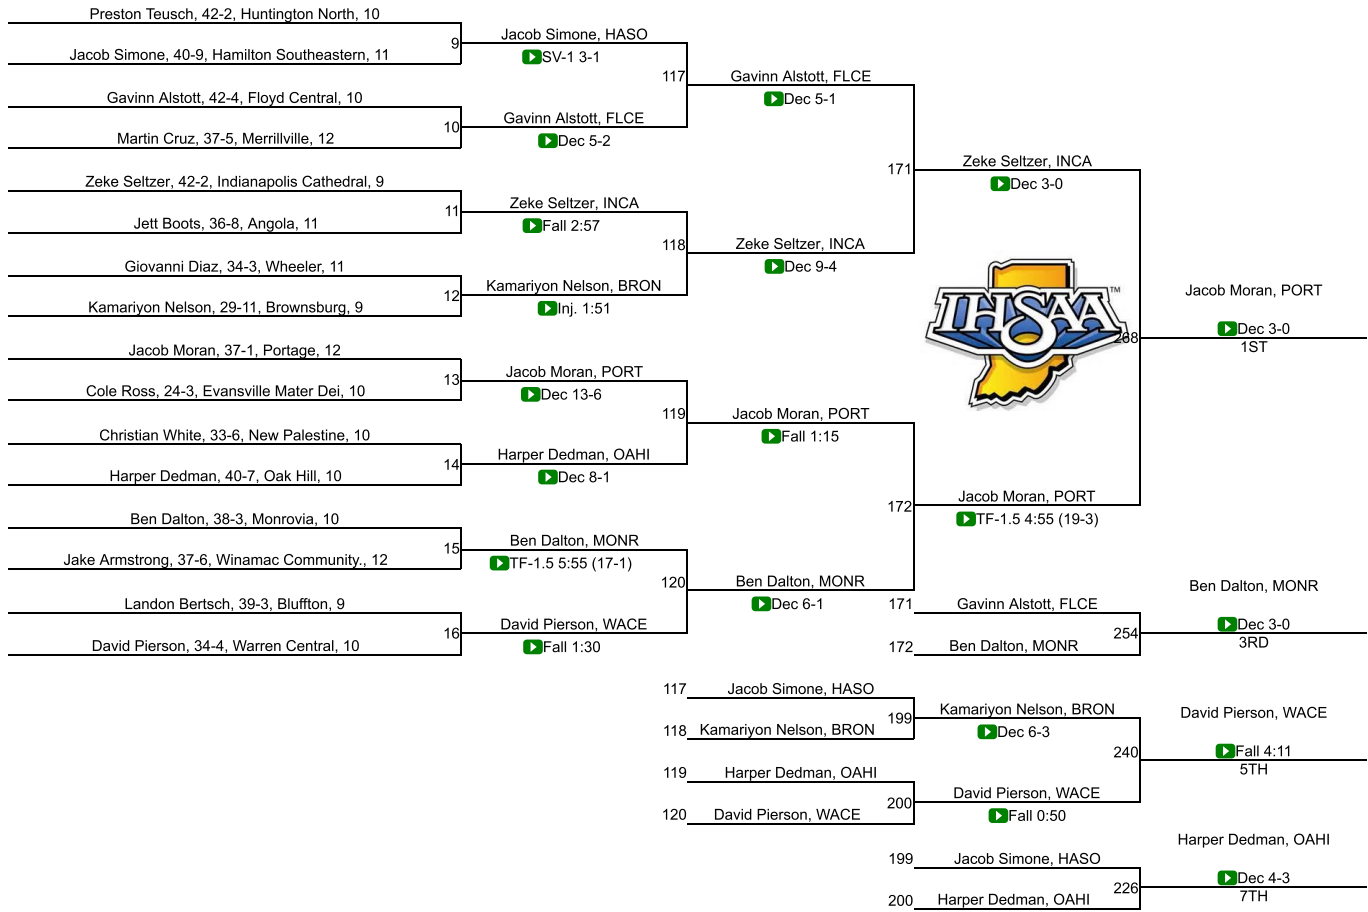 Preston Teusch, 42-2, Huntington North, 10
Jacob Simone, 40-9, Hamilton Southeastern, 11
Gavinn Alstott, 42-4, Floyd Central, 10
Martin Cruz, 37-5, Merrillville, 12
Zeke Seltzer, 42-2, Indianapolis Cathedral, 9
Jett Boots, 36-8, Angola, 11
Giovanni Diaz, 34-3, Wheeler, 11
Kamariyon Nelson, 29-11, Brownsburg, 9
Jacob Moran, 37-1, Portage, 12
Cole Ross, 24-3, Evansville Mater Dei, 10
Christian White, 33-6, New Palestine, 10
Harper Dedman, 40-7, Oak Hill, 10
Ben Dalton, 38-3, Monrovia, 10
Jake Armstrong, 37-6, Winamac Community., 12
Landon Bertsch, 39-3, Bluffton, 9
David Pierson, 34-4, Warren Central, 10
9
Jacob Simone, HASO
SV-1 3-1
10
Gavinn Alstott, FLCE
Dec 5-2
11
Zeke Seltzer, INCA
Fall 2:57
12
Kamariyon Nelson, BRON
Inj. 1:51
13
Jacob Moran, PORT
Dec 13-6
14
Harper Dedman, OAHI
Dec 8-1
15
Ben Dalton, MONR
TF-1.5 5:55 (17-1)
16
David Pierson, WACE
Fall 1:30
117
Gavinn Alstott, FLCE
Dec 5-1
118
Zeke Seltzer, INCA
Dec 9-4
119
Jacob Moran, PORT
Fall 1:15
120
Ben Dalton, MONR
Dec 6-1
171
Zeke Seltzer, INCA
Dec 3-0
172
Jacob Moran, PORT
TF-1.5 4:55 (19-3)
IHSAA™
268
Jacob Moran, PORT
Dec 3-0
1ST
171
Gavinn Alstott, FLCE
172
Ben Dalton, MONR
254
Ben Dalton, MONR
Dec 3-0
3RD
117
Jacob Simone, HASO
118
Kamariyon Nelson, BRON
119
Harper Dedman, OAHI
120
David Pierson, WACE
199
Kamariyon Nelson, BRON
Dec 6-3
200
David Pierson, WACE
Fall 0:50
240
David Pierson, WACE
Fall 4:11
5TH
199
Jacob Simone, HASO
200
Harper Dedman, OAHI
226
Harper Dedman, OAHI
Dec 4-3
7TH